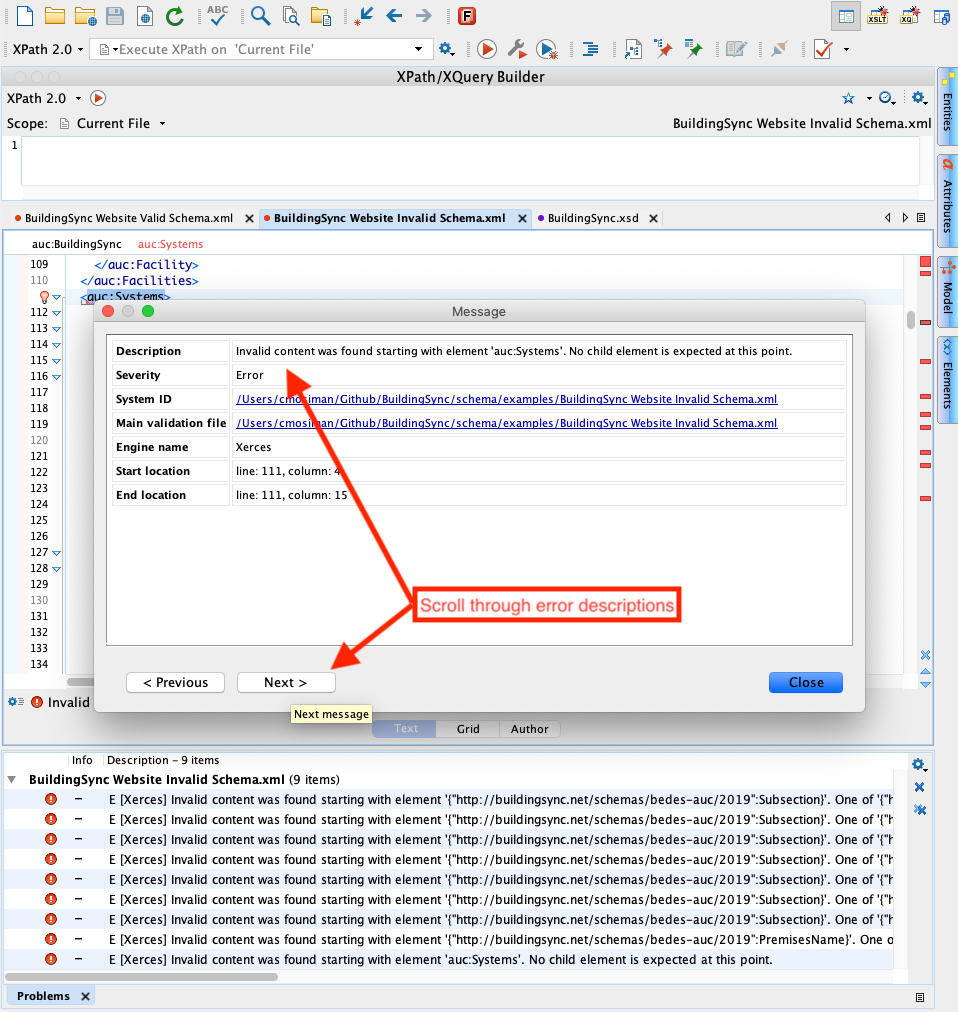 ABC
F
XSLT
XQ
XPath 2.0
Execute XPath on 'Current File'
XPath/XQuery Builder
XPath 2.0
Scope: Current File
BuildingSync Website Invalid Schema.xml
1
Entities
Attributes
Model
Elements
BuildingSync Website Valid Schema.xml
BuildingSync Website Invalid Schema.xml
BuildingSync.xsd
auc:BuildingSync auc:Systems
109 </auc:Facility>
110 </auc:Facilities>
<auc:Systems>
112
113
114
115
116
117
118
119
120
121
122
123
124
125
126
127
128
129
130
131
132
133
134
Message
Description Invalid content was found starting with element 'auc:Systems'. No child element is expected at this point.
Severity Error
System ID /Users/cmosiman/Github/BuildingSync/schema/examples/BuildingSync Website Invalid Schema.xml
Main validation file /Users/cmosiman/Github/BuildingSync/schema/examples/BuildingSync Website Invalid Schema.xml
Engine name Xerces
Start location line: 111, column: 4
End location line: 111, column: 15
Scroll through error descriptions
< Previous Next > Close
Invalid
Next message
Text Grid Author
Info Description – 9 items
BuildingSync Website Invalid Schema.xml (9 items)
– E [Xerces] Invalid content was found starting with element '{"http://buildingsync.net/schemas/bedes-auc/2019":Subsection}'. One of '{"h
– E [Xerces] Invalid content was found starting with element '{"http://buildingsync.net/schemas/bedes-auc/2019":Subsection}'. One of '{"h
– E [Xerces] Invalid content was found starting with element '{"http://buildingsync.net/schemas/bedes-auc/2019":Subsection}'. One of '{"h
– E [Xerces] Invalid content was found starting with element '{"http://buildingsync.net/schemas/bedes-auc/2019":Subsection}'. One of '{"h
– E [Xerces] Invalid content was found starting with element '{"http://buildingsync.net/schemas/bedes-auc/2019":Subsection}'. One of '{"h
– E [Xerces] Invalid content was found starting with element '{"http://buildingsync.net/schemas/bedes-auc/2019":Subsection}'. One of '{"h
– E [Xerces] Invalid content was found starting with element '{"http://buildingsync.net/schemas/bedes-auc/2019":Subsection}'. One of '{"h
– E [Xerces] Invalid content was found starting with element '{"http://buildingsync.net/schemas/bedes-auc/2019":PremisesName}'. One o
– E [Xerces] Invalid content was found starting with element 'auc:Systems'. No child element is expected at this point.
Problems